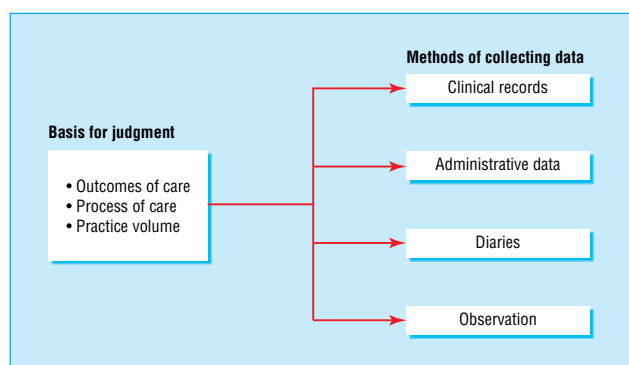 Basis for judgment
• Outcomes of care
• Process of care
• Practice volume
Methods of collecting data
Clinical records
Administrative data
Diaries
Observation